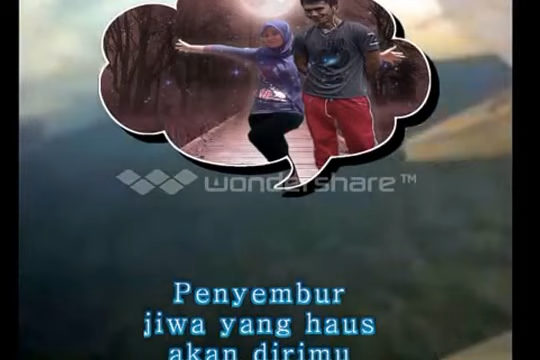 wondershare™
Penyembur
jiwa yang haus
akan dirimu